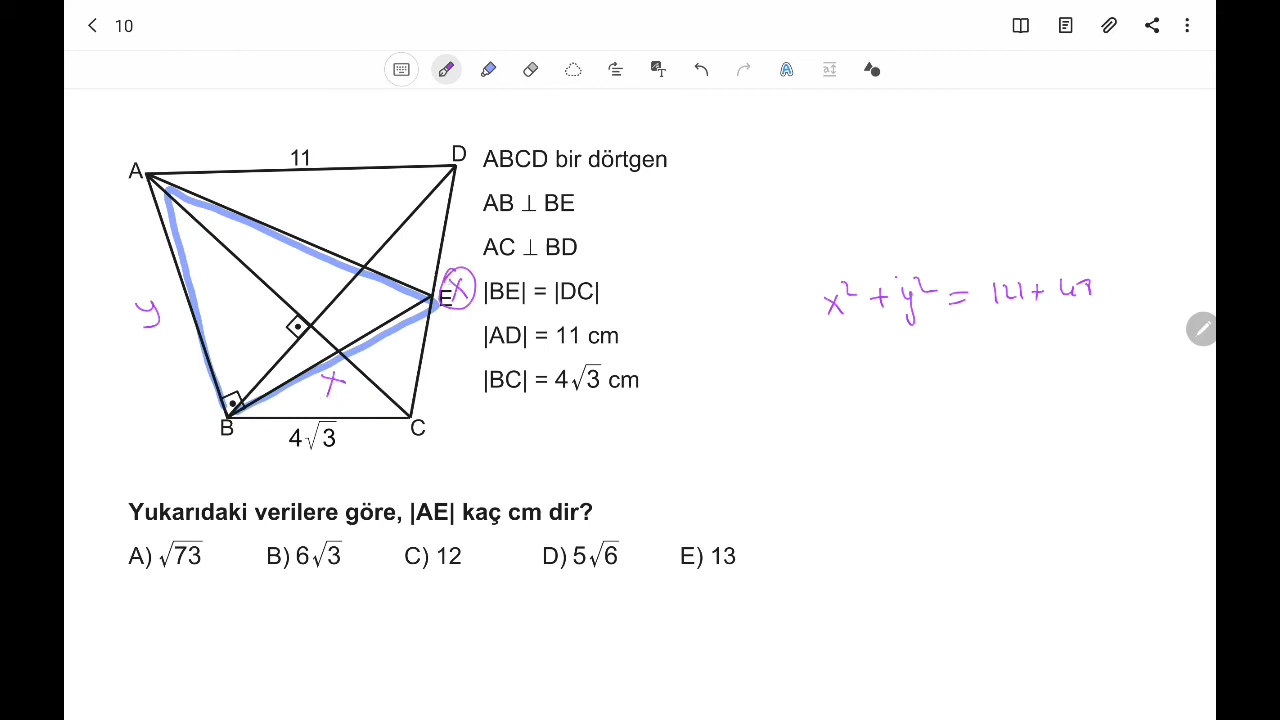 10
11
A
D
ABCD bir dörtgen
AB ⊥ BE
AC ⊥ BD
|BE| = |DC|
|AD| = 11 cm
|BC| = 4√3 cm
E
x
y
x
B
C
4√3
x² + y² = 121 + 48
Yukarıdaki verilere göre, |AE| kaç cm dir?
A) √73 B) 6√3 C) 12 D) 5√6 E) 13